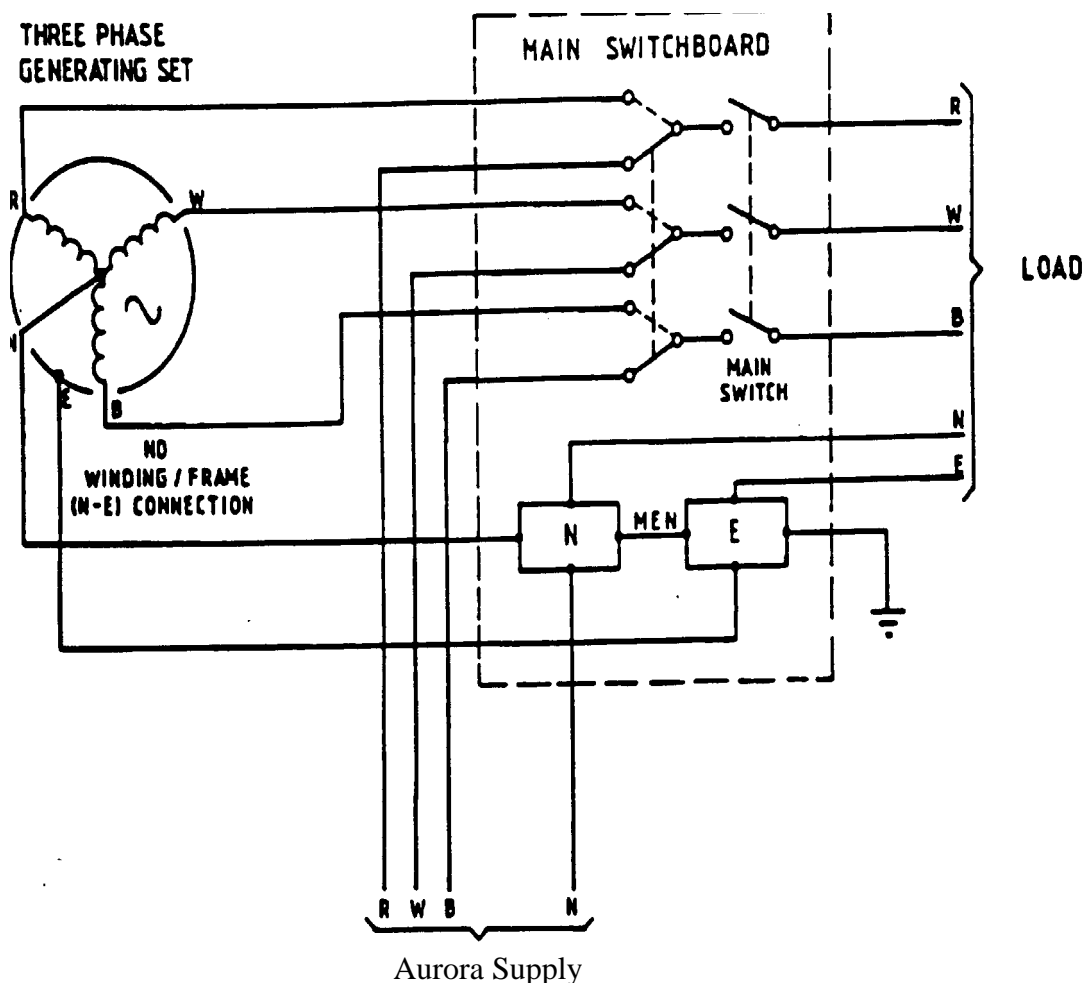 THREE PHASE
GENERATING SET
MAIN SWITCHBOARD
R
W
R
W
B
LOAD
N
E
B
MAIN
SWITCH
NO
WINDING / FRAME
(N-E) CONNECTION
N
E
N
MEN
E
R W B N
Aurora Supply